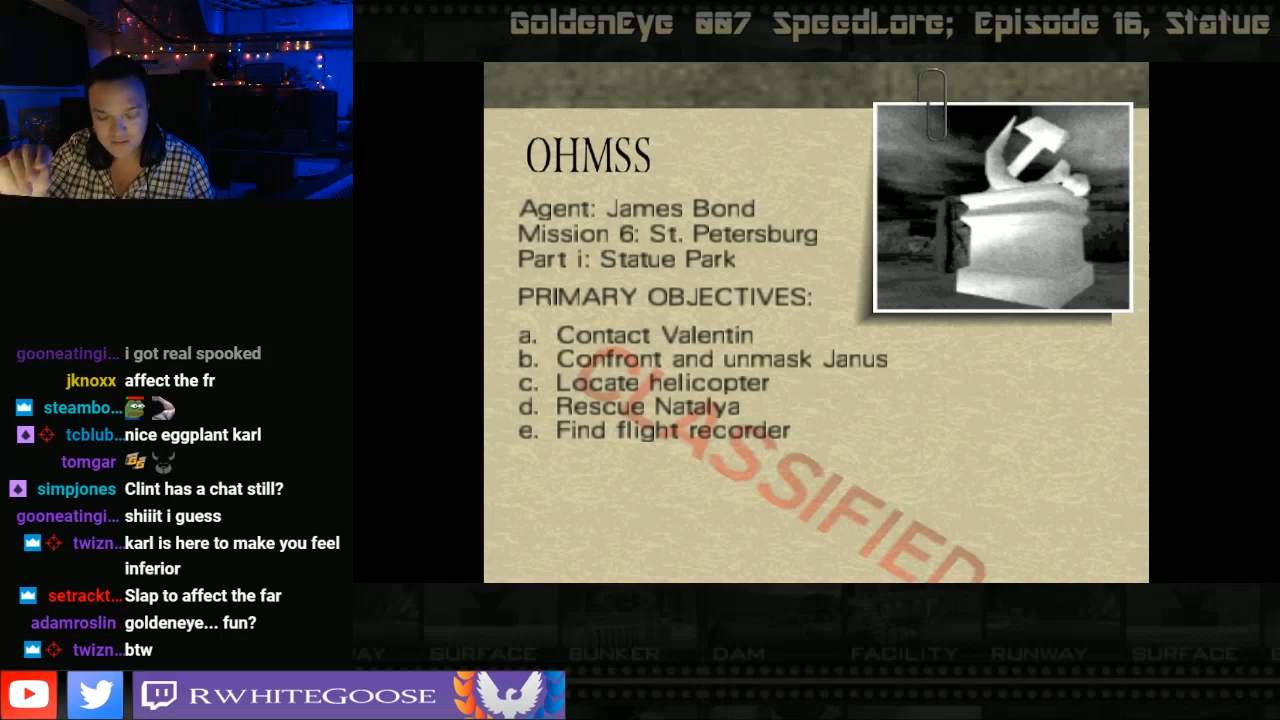 GoldenEye 007 SpeedLore; Episode 16, Statue
OHMSS
Agent: James Bond
Mission 6: St. Petersburg
Part i: Statue Park
PRIMARY OBJECTIVES:
a. Contact Valentin
b. Confront and unmask Janus
c. Locate helicopter
d. Rescue Natalya
e. Find flight recorder
CLASSIFIED
gooneatingi... i got real spooked
jknoxx affect the fr
steambo...
tcblub... nice eggplant karl
tomgar
simpjones Clint has a chat still?
gooneatingi... shiiit i guess
twizn... karl is here to make you feel
inferior
setrackt... Slap to affect the far
adamroslin goldeneye... fun?
twizn... btw
SURFACE BUNKER DAM FACILITY RUNWAY SURFACE
RWHITEGOOSE